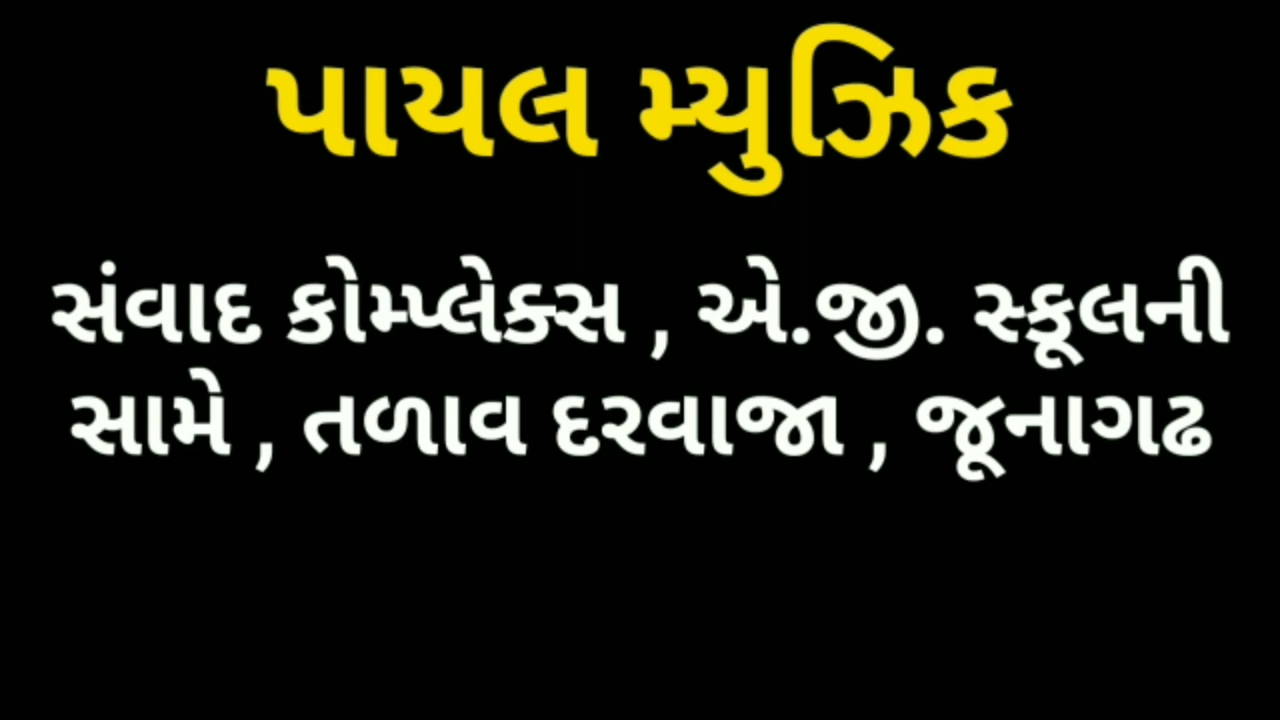 પાયલ મ્યુઝિક
સંવાદ કોમ્પ્લેક્સ , એ.જી. સ્કૂલની
સામે , તળાવ દરવાજા , જૂનાગઢ